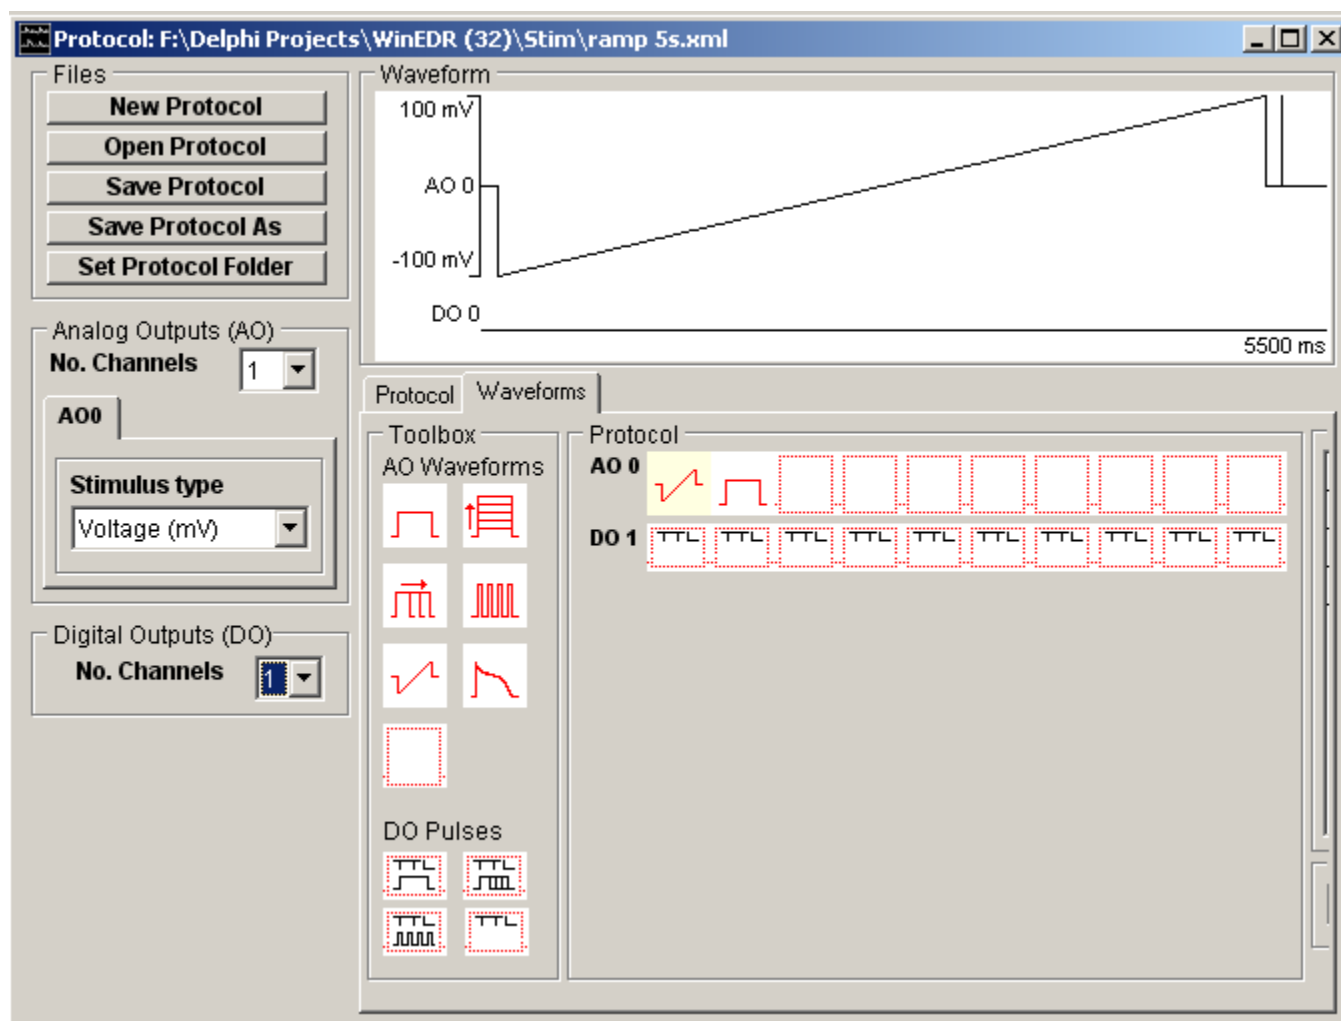 Protocol: F:\Delphi Projects\WinEDR (32)\Stim\ramp 5s.xml
Files
New Protocol
Open Protocol
Save Protocol
Save Protocol As
Set Protocol Folder
Analog Outputs (AO)
No. Channels 1
AO0
Stimulus type
Voltage (mV)
Digital Outputs (DO)
No. Channels 1
Waveform
100 mV
AO 0
-100 mV
DO 0
5500 ms
Protocol Waveforms
Toolbox
AO Waveforms
DO Pulses
TTL TTL
TTL TTL
Protocol
AO 0
DO 1 TTL TTL TTL TTL TTL TTL TTL TTL TTL TTL